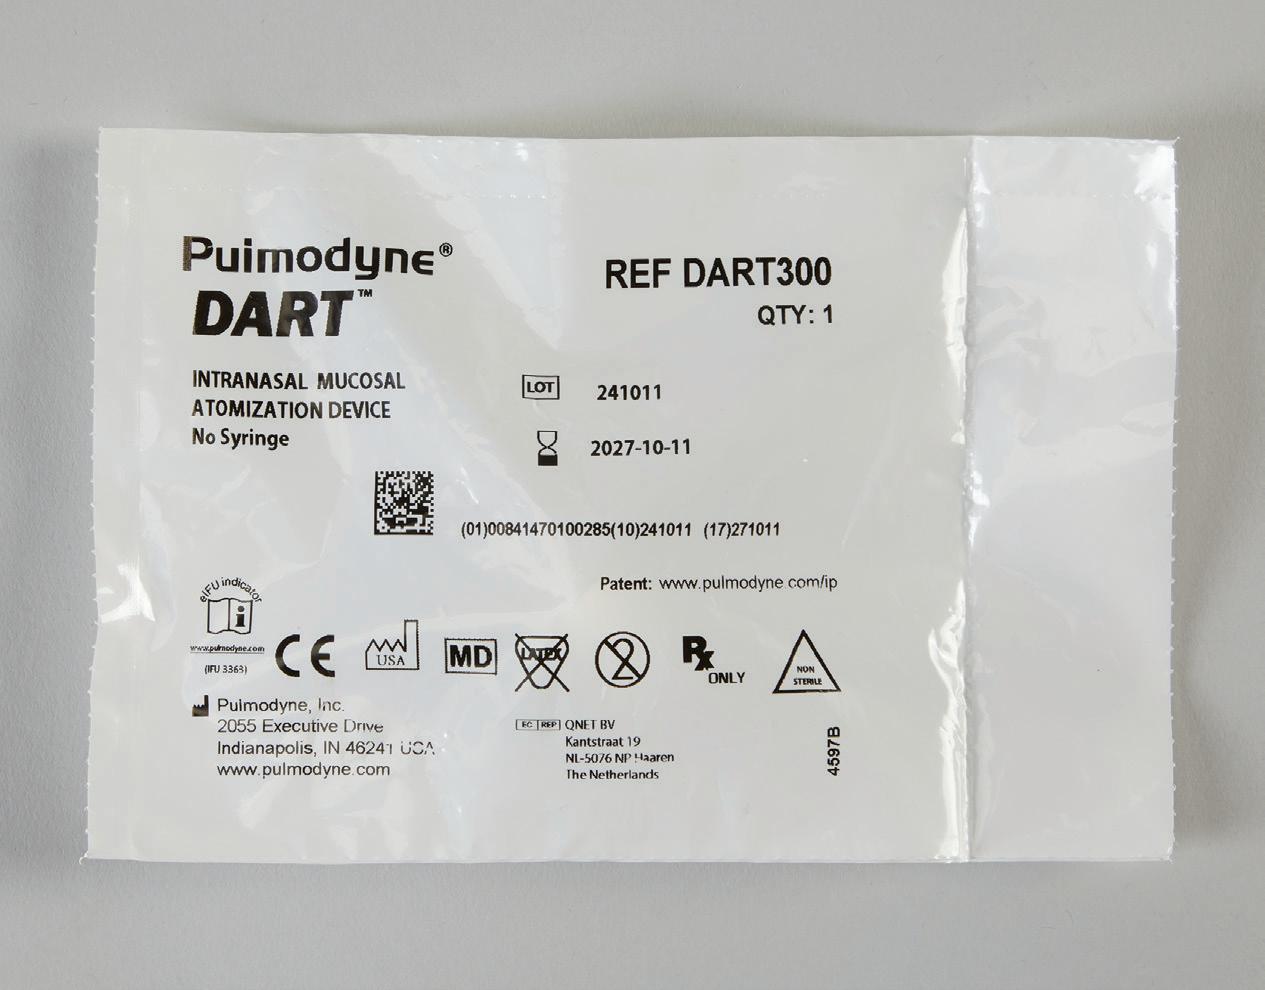 Pulmodyne®
DART™
REF DART300
QTY: 1
INTRANASAL MUCOSAL
ATOMIZATION DEVICE
No Syringe
LOT 241011
2027-10-11
(01)00841470100285(10)241011 (17)271011
Patent: www.pulmodyne.com/ip
eIFU indicator
i
www.pulmodyne.com
(IFU 3363)
CE
USA
MD
LATEX
2
Rx ONLY
NON
STERILE
Pulmodyne, Inc.
2055 Executive Drive
Indianapolis, IN 46241 USA
www.pulmodyne.com
EC REP QNET BV
Kantstraat 19
NL-5076 NP Haaren
The Netherlands
4597B